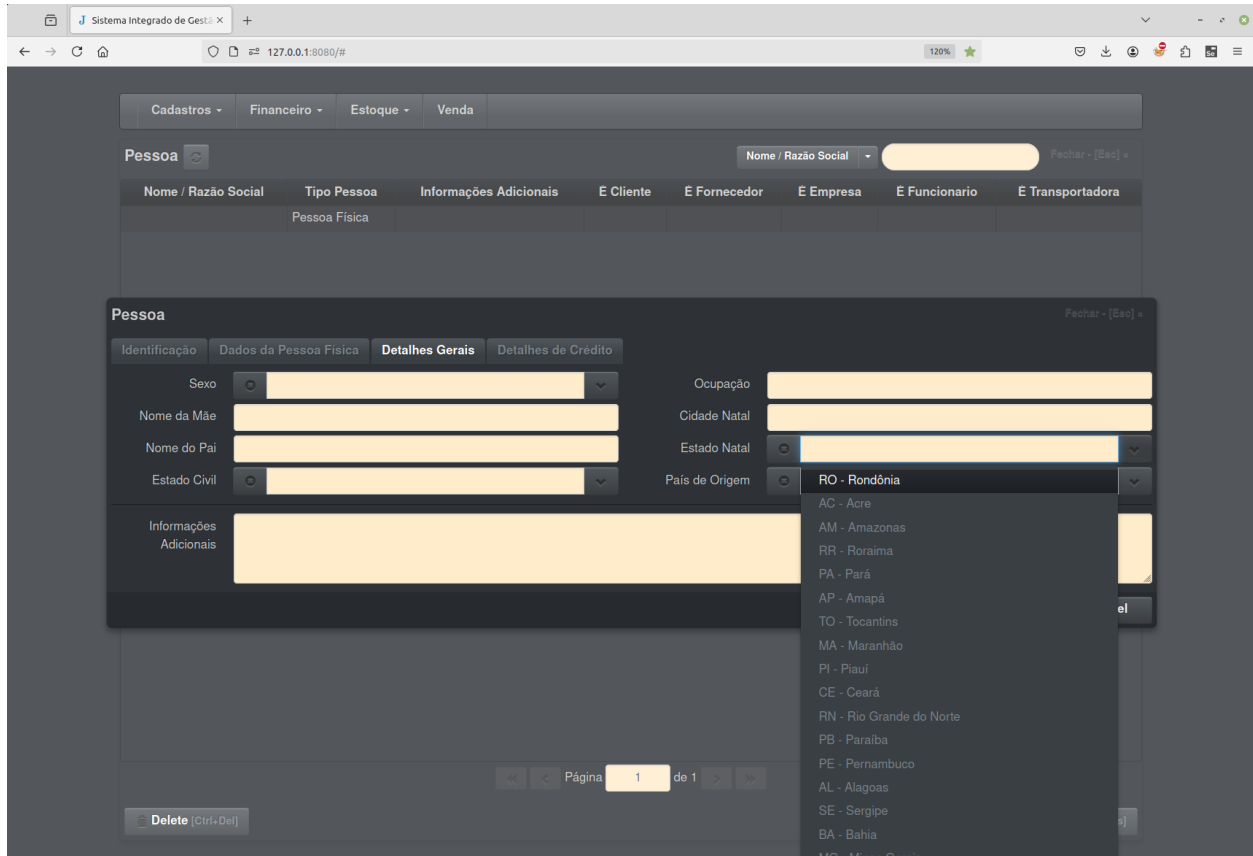 Sistema Integrado de Gestã
127.0.0.1:8080/#
120%
Cadastros Financeiro Estoque Venda
Pessoa Nome / Razão Social Fechar - [Esc] ×
Nome / Razão Social Tipo Pessoa Informações Adicionais É Cliente É Fornecedor É Empresa É Funcionario É Transportadora
Pessoa Física
Pessoa Fechar - [Esc] ×
Identificação Dados da Pessoa Física Detalhes Gerais Detalhes de Crédito
Sexo Ocupação
Nome da Mãe Cidade Natal
Nome do Pai Estado Natal
Estado Civil País de Origem
RO - Rondônia
AC - Acre
AM - Amazonas
RR - Roraima
PA - Pará
AP - Amapá
TO - Tocantins
MA - Maranhão
PI - Piauí
CE - Ceará
RN - Rio Grande do Norte
PB - Paraíba
PE - Pernambuco
AL - Alagoas
SE - Sergipe
BA - Bahia
Informações
Adicionais
el
Página 1 de 1
Delete [Ctrl+Del]